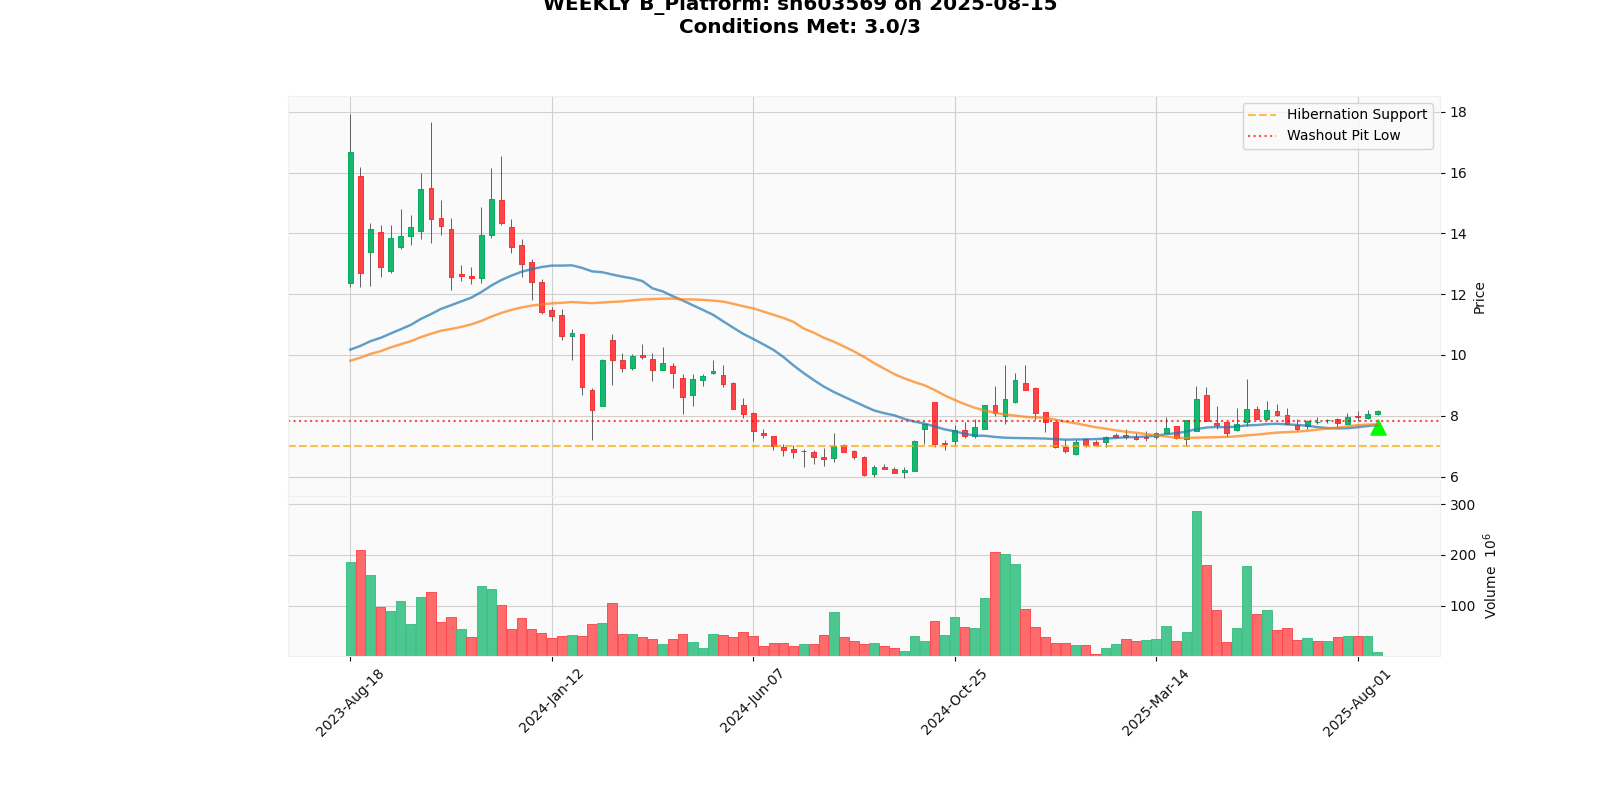 WEEKLY B_Platform: sh603569 on 2025-08-15
Conditions Met: 3.0/3
Hibernation Support
Washout Pit Low
18
16
14
12
10
8
6
Price
300
200
100
Volume 10⁶
2023-Aug-18
2024-Jan-12
2024-Jun-07
2024-Oct-25
2025-Mar-14
2025-Aug-01